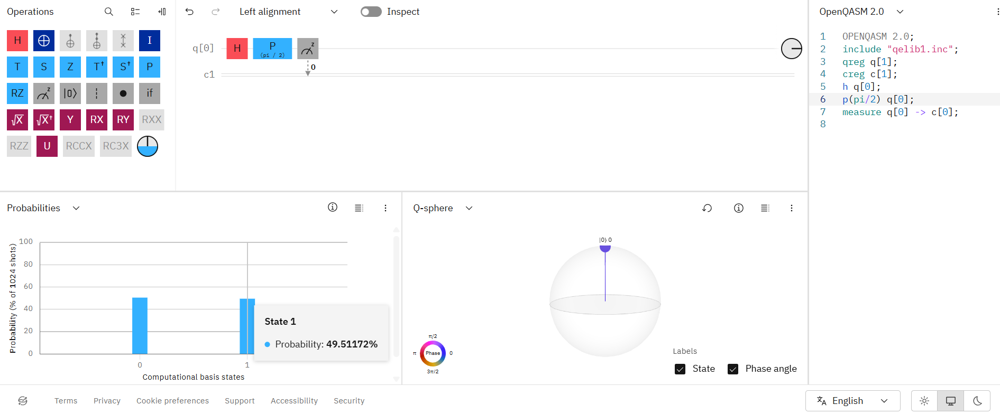 Operations
Left alignment
Inspect
OpenQASM 2.0
H
I
T S Z T† S† P
RZ z |0⟩ if
√X √X† Y RX RY RXX
RZZ U RCCX RC3X
q[0] H P (pi / 2) z
0
c1
1 OPENQASM 2.0;
2 include "qelib1.inc";
3 qreg q[1];
4 creg c[1];
5 h q[0];
6 p(pi/2) q[0];
7 measure q[0] -> c[0];
8
Probabilities
Probability (% of 1024 shots)
100
80
60
40
20
0
0 1
Computational basis states
State 1
Probability: 49.51172%
Q-sphere
|0⟩ 0
π/2
π Phase 0
3π/2
Labels
State Phase angle
Terms Privacy Cookie preferences Support Accessibility Security
English